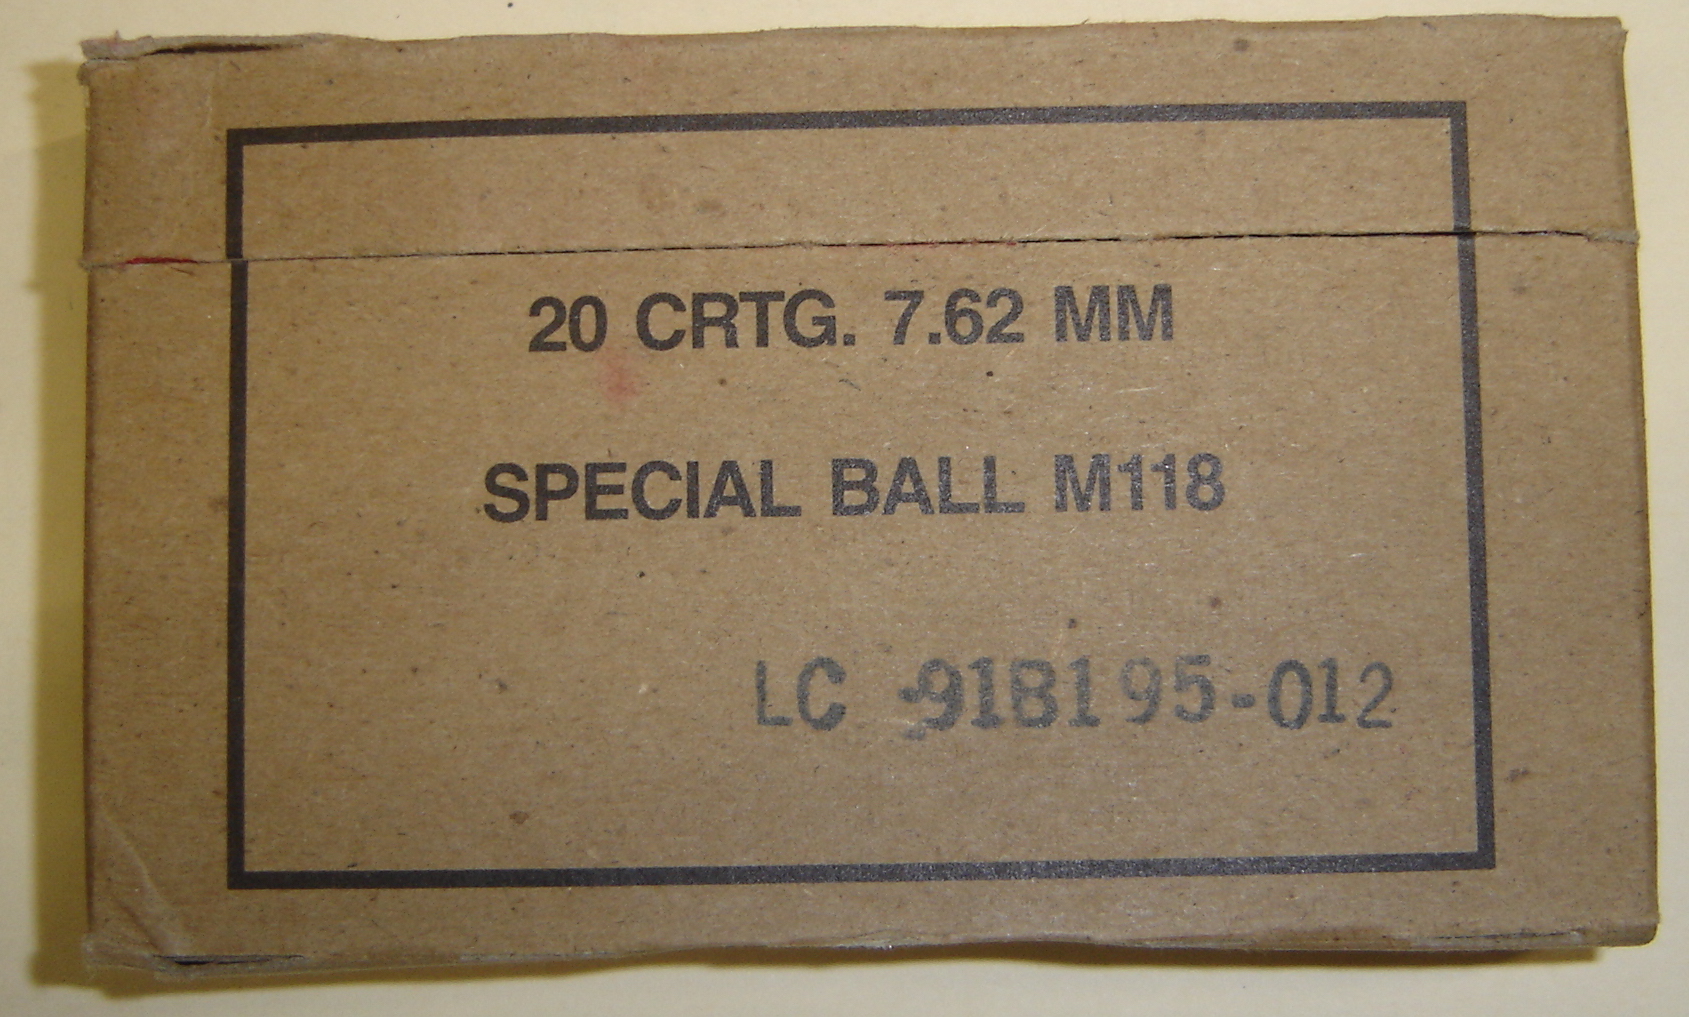 20 CRTG. 7.62 MM
SPECIAL BALL M118
LC -91B195-012